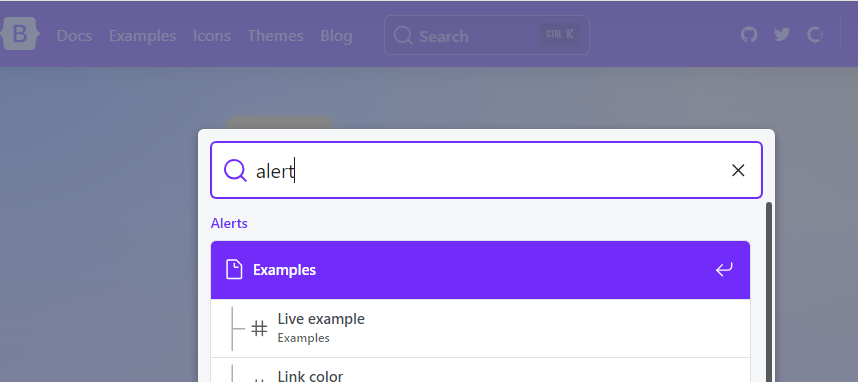 B Docs Examples Icons Themes Blog Search CTRL K
alert
Alerts
Examples
Live example
Examples
Link color